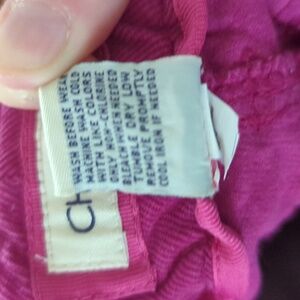 WASH BEFORE WEAR
MACHINE WASH COLD
WITH LIKE COLORS
ONLY NON-CHLORINE
BLEACH WHEN NEEDED
TUMBLE DRY LOW
REMOVE PROMPTLY
COOL IRON IF NEEDED
CH